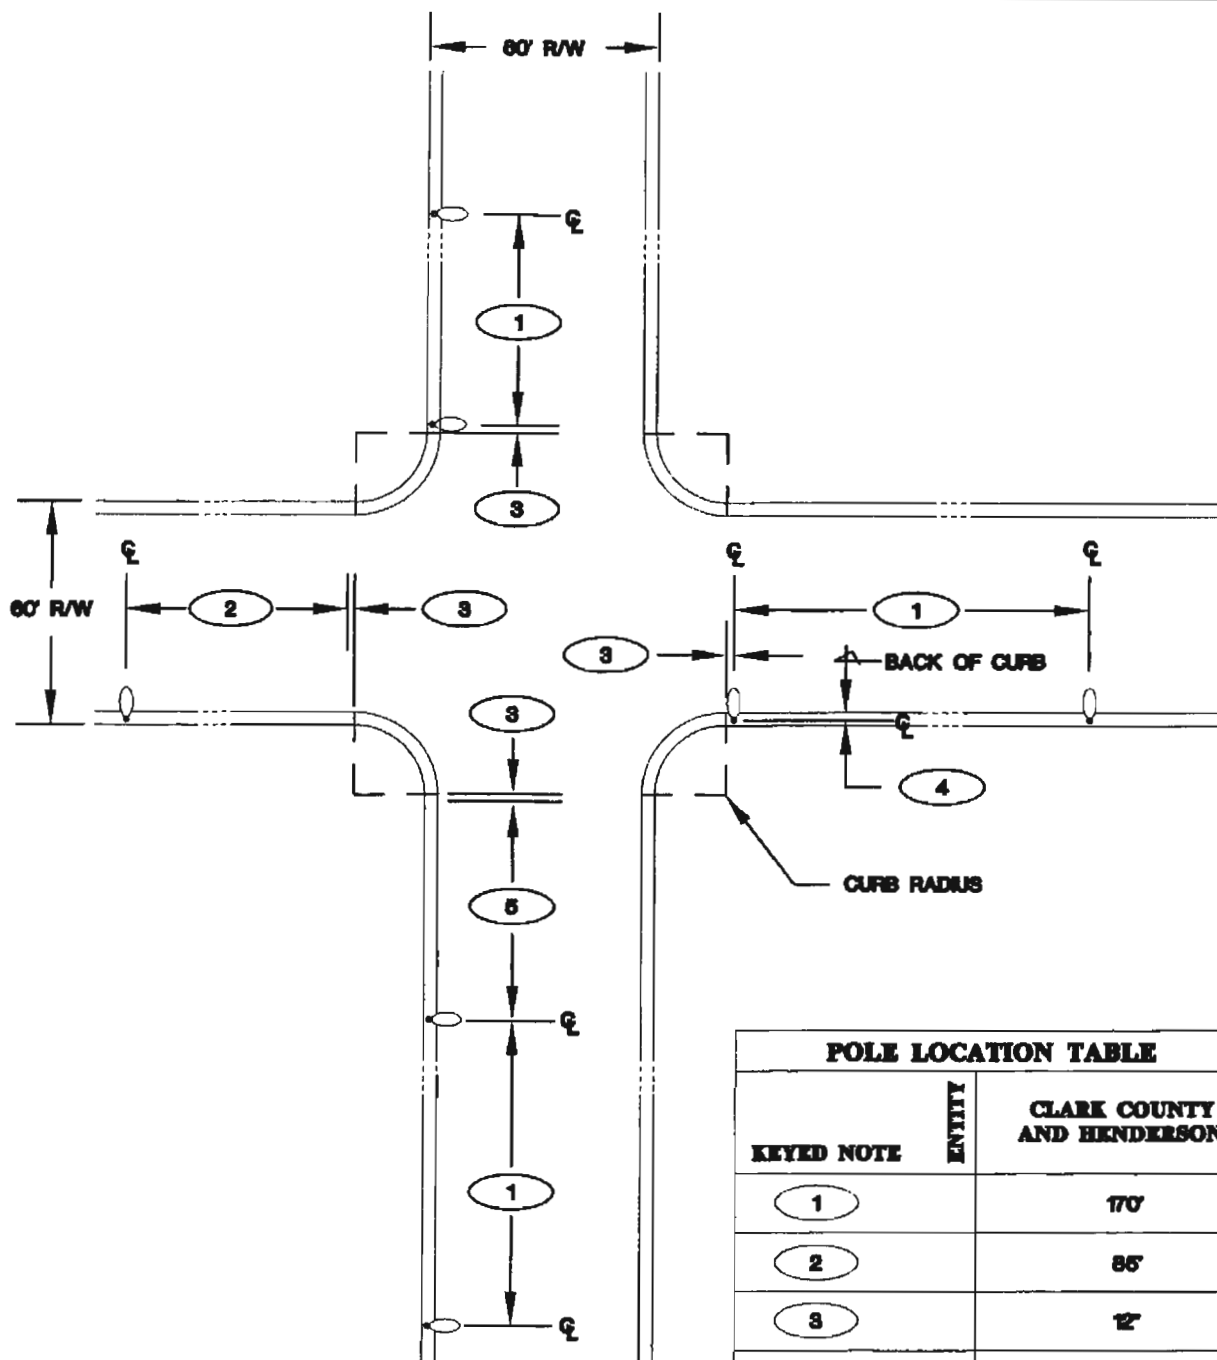 60' R/W
℄
1
3
℄
℄
℄
60' R/W
2
3
1
3
BACK OF CURB
3
℄
4
CURB RADIUS
5
℄
POLE LOCATION TABLE
ENTITY
CLARK COUNTY
AND HENDERSON
KEYED NOTE
1
1
170'
2
85'
3
12"
℄